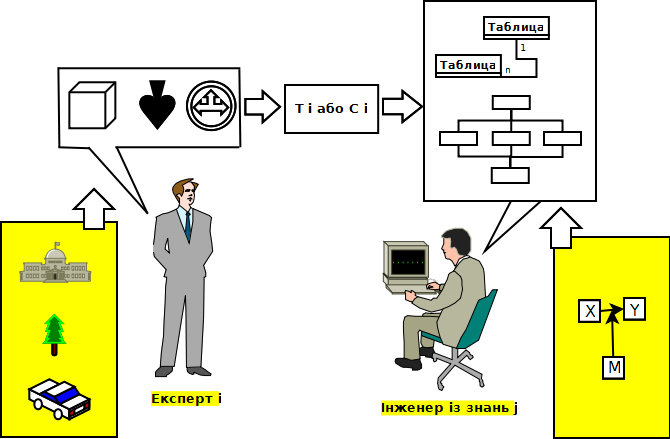 Таблица
1
Таблица
n
T i або C i
X
Y
M
Експерт i
Інженер із знань j